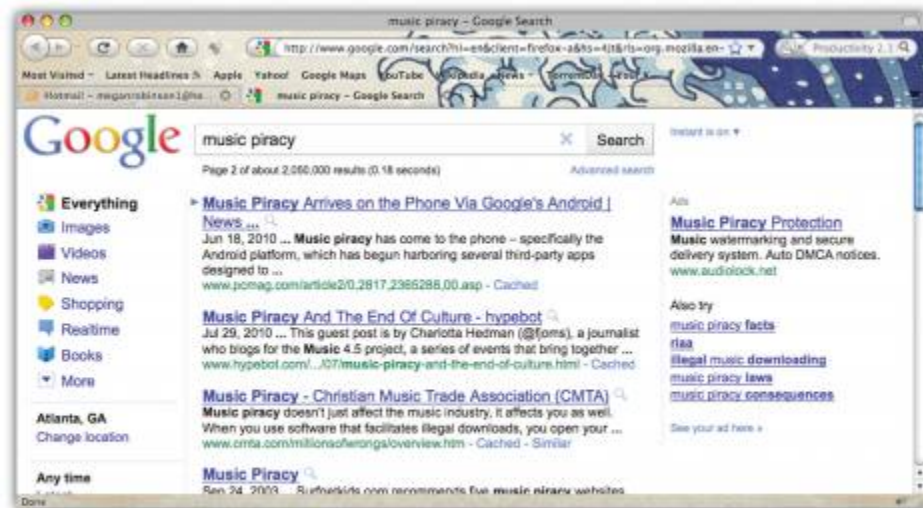 music piracy – Google Search
http://www.google.com/search?hl=en&client=firefox-a&hs=4jt&rls=org.mozilla:en-
Productivity 2.1
Most Visited Latest Headlines Apple Yahoo! Google Maps YouTube Wikipedia News
Hotmail – music piracy – Google Search
Google
music piracy
Search
Instant is on
Page 2 of about 2,050,000 results (0.18 seconds)
Advanced search
Everything
Images
Videos
News
Shopping
Realtime
Books
More
Atlanta, GA
Change location
Any time
Music Piracy Arrives on the Phone Via Google's Android |
News ...
Jun 18, 2010 ... Music piracy has come to the phone – specifically the
Android platform, which has begun harboring several third-party apps
designed to ...
www.pcmag.com/article2/0,2817,2365288,00.asp - Cached
Music Piracy And The End Of Culture - hypebot
Jul 29, 2010 ... This guest post is by Charlotta Hedman (@fjoms), a journalist
who blogs for the Music 4.5 project, a series of events that bring together ...
www.hypebot.com/.../07/music-piracy-and-the-end-of-culture.html - Cached
Music Piracy - Christian Music Trade Association (CMTA)
Music piracy doesn't just affect the music industry, it affects you as well.
When you use software that facilitates illegal downloads, you open your ...
www.cmta.com/millionsofwrongs/overview.htm - Cached - Similar
Music Piracy
Sep 24, 2003 ... Surfnetkids.com recommends five music piracy websites
Ads
Music Piracy Protection
Music watermarking and secure
delivery system. Auto DMCA notices.
www.audiolock.net
Also try
music piracy facts
riaa
illegal music downloading
music piracy laws
music piracy consequences
See your ad here »
Done